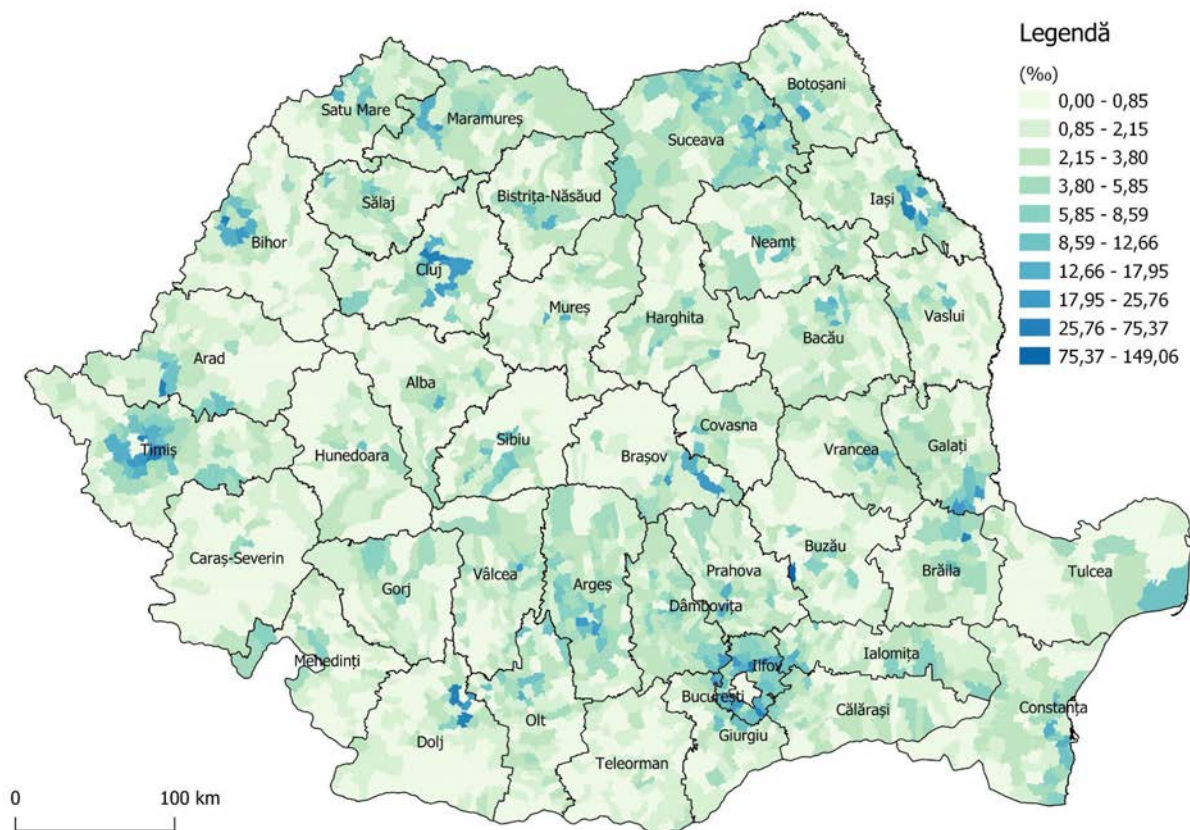 Legendă
(‰)
0,00 - 0,85
0,85 - 2,15
2,15 - 3,80
3,80 - 5,85
5,85 - 8,59
8,59 - 12,66
12,66 - 17,95
17,95 - 25,76
25,76 - 75,37
75,37 - 149,06
Botoșani
Satu Mare
Maramureș
Suceava
Bistrița-Năsăud
Sălaj
Iași
Bihor
Neamț
Cluj
Mureș
Harghita
Vaslui
Bacău
Arad
Alba
Covasna
Sibiu
Timiș
Hunedoara
Brașov
Vrancea
Galați
Caraș-Severin
Buzău
Gorj
Vâlcea
Argeș
Prahova
Brăila
Tulcea
Dâmbovița
Mehedinți
Ilfov
Ialomița
București
Călărași
Constanța
Olt
Dolj
Giurgiu
Teleorman
0
100 km